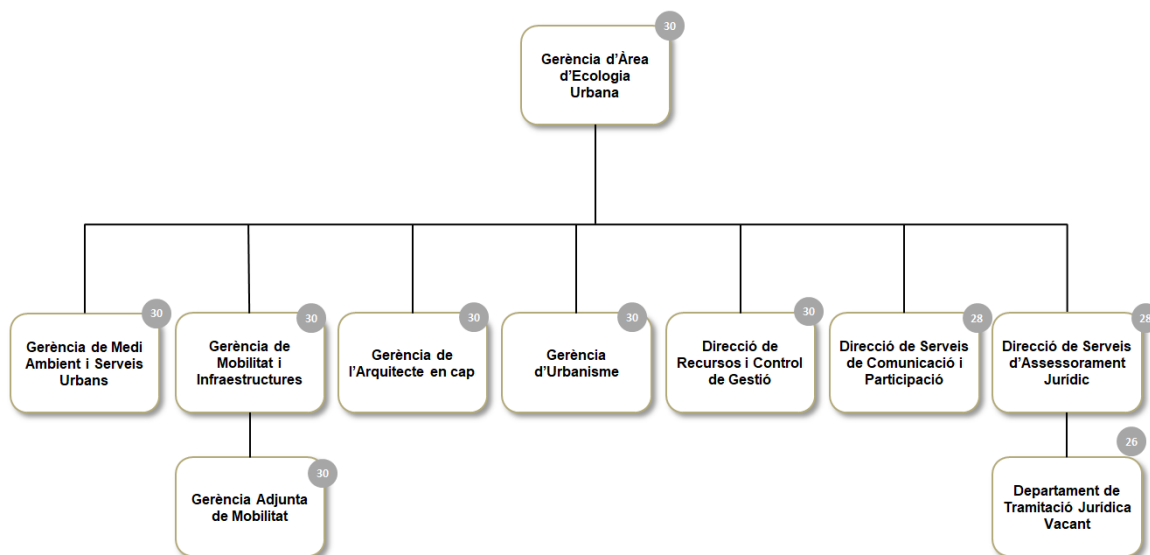 30
Gerència d'Àrea
d'Ecologia
Urbana
30
Gerència de Medi
Ambient i Serveis
Urbans
30
Gerència de
Mobilitat i
Infraestructures
30
Gerència de
l'Arquitecte en cap
30
Gerència
d'Urbanisme
30
Direcció de
Recursos i Control
de Gestió
28
Direcció de Serveis
de Comunicació i
Participació
28
Direcció de Serveis
d'Assessorament
Jurídic
30
Gerència Adjunta
de Mobilitat
26
Departament de
Tramitació Jurídica
Vacant